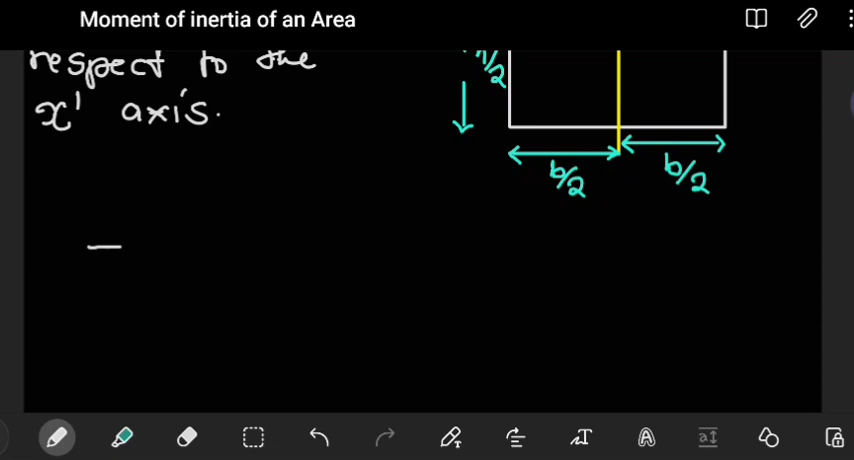 Moment of inertia of an Area
respect to the
h/2
x' axis.
b/2
b/2